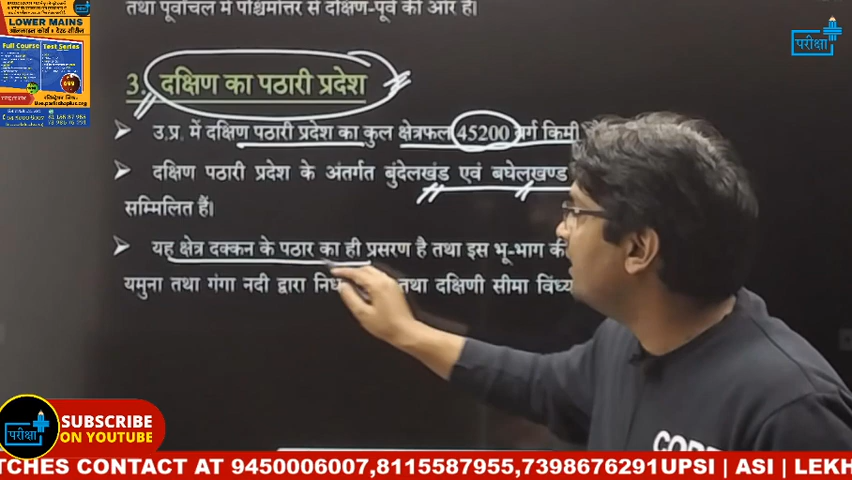 तथा पूर्वांचल में पश्चिमोत्तर से दक्षिण-पूर्व की ओर है।
LOWER MAINS
Full Course
Test Series
699
परीक्षा
3. दक्षिण का पठारी प्रदेश
➤ उ.प्र. में दक्षिण पठारी प्रदेश का कुल क्षेत्रफल 45200 वर्ग किमी
➤ दक्षिण पठारी प्रदेश के अंतर्गत बुंदेलखंड एवं बघेलखण्ड
सम्मिलित हैं।
➤ यह क्षेत्र दक्कन के पठार का ही प्रसरण है तथा इस भू-भाग की
यमुना तथा गंगा नदी द्वारा तथा दक्षिणी सीमा
परीक्षा
SUBSCRIBE
ON YOUTUBE
TCHES CONTACT AT 9450006007,8115587955,7398676291UPSI | ASI | LEKH